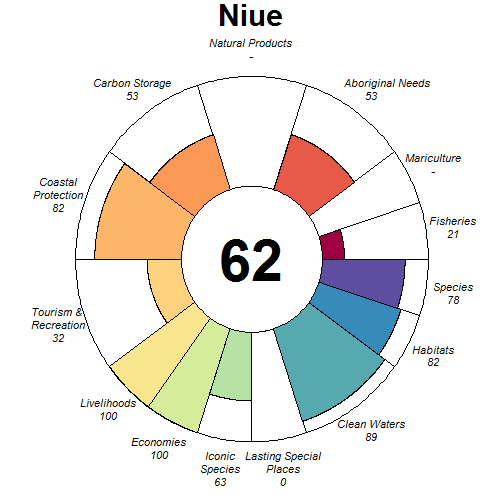 Niue
Natural Products
-
Carbon Storage
53
Aboriginal Needs
53
Mariculture
-
Coastal
Protection
82
Fisheries
21
62
Species
78
Tourism &
Recreation
32
Habitats
82
Livelihoods
100
Clean Waters
89
Economies
100
Iconic
Species
63
Lasting Special
Places
0